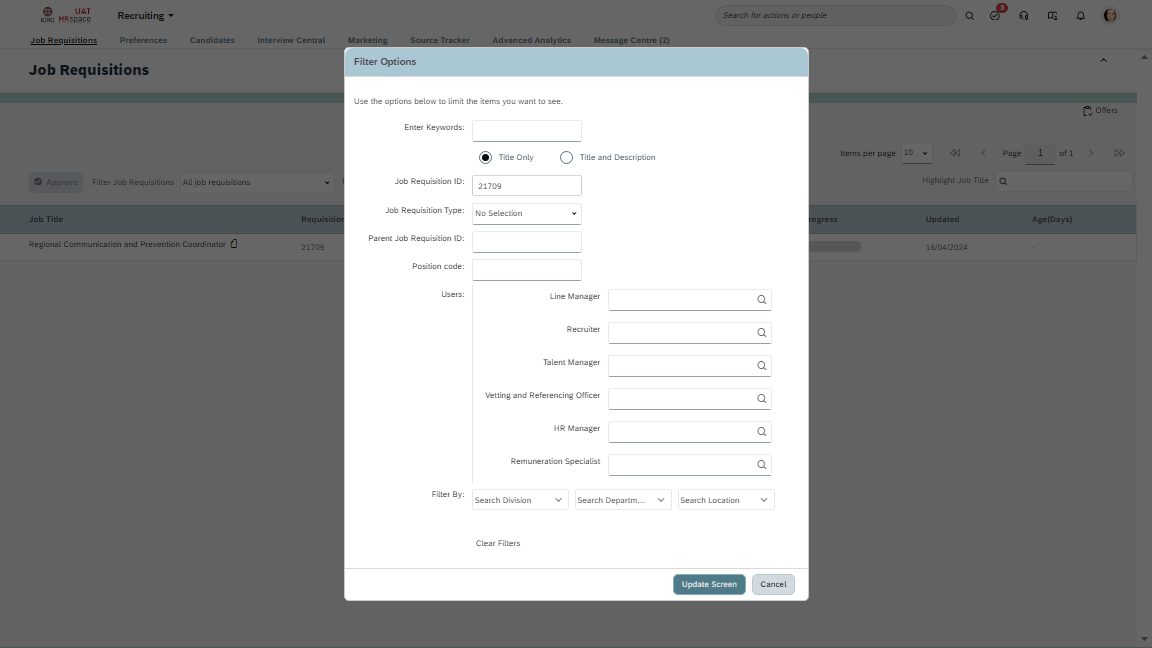 ICRC
UAT
HRspace
Recruiting
Search for actions or people
3
Job Requisitions
Preferences
Candidates
Interview Central
Marketing
Source Tracker
Advanced Analytics
Message Centre (2)
Job Requisitions
Offers
Items per page 10
Page 1 of 1
Approve
Filter Job Requisitions
All job requisitions
Highlight Job Title
Job Title
Requisition
rogress
Updated
Age(Days)
Regional Communication and Prevention Coordinator
21709
16/04/2024
-
Filter Options
Use the options below to limit the items you want to see.
Enter Keywords:
Title Only
Title and Description
Job Requisition ID:
21709
Job Requisition Type:
No Selection
Parent Job Requisition ID:
Position code:
Users:
Line Manager
Recruiter
Talent Manager
Vetting and Referencing Officer
HR Manager
Remuneration Specialist
Filter By:
Search Division
Search Departm...
Search Location
Clear Filters
Update Screen
Cancel